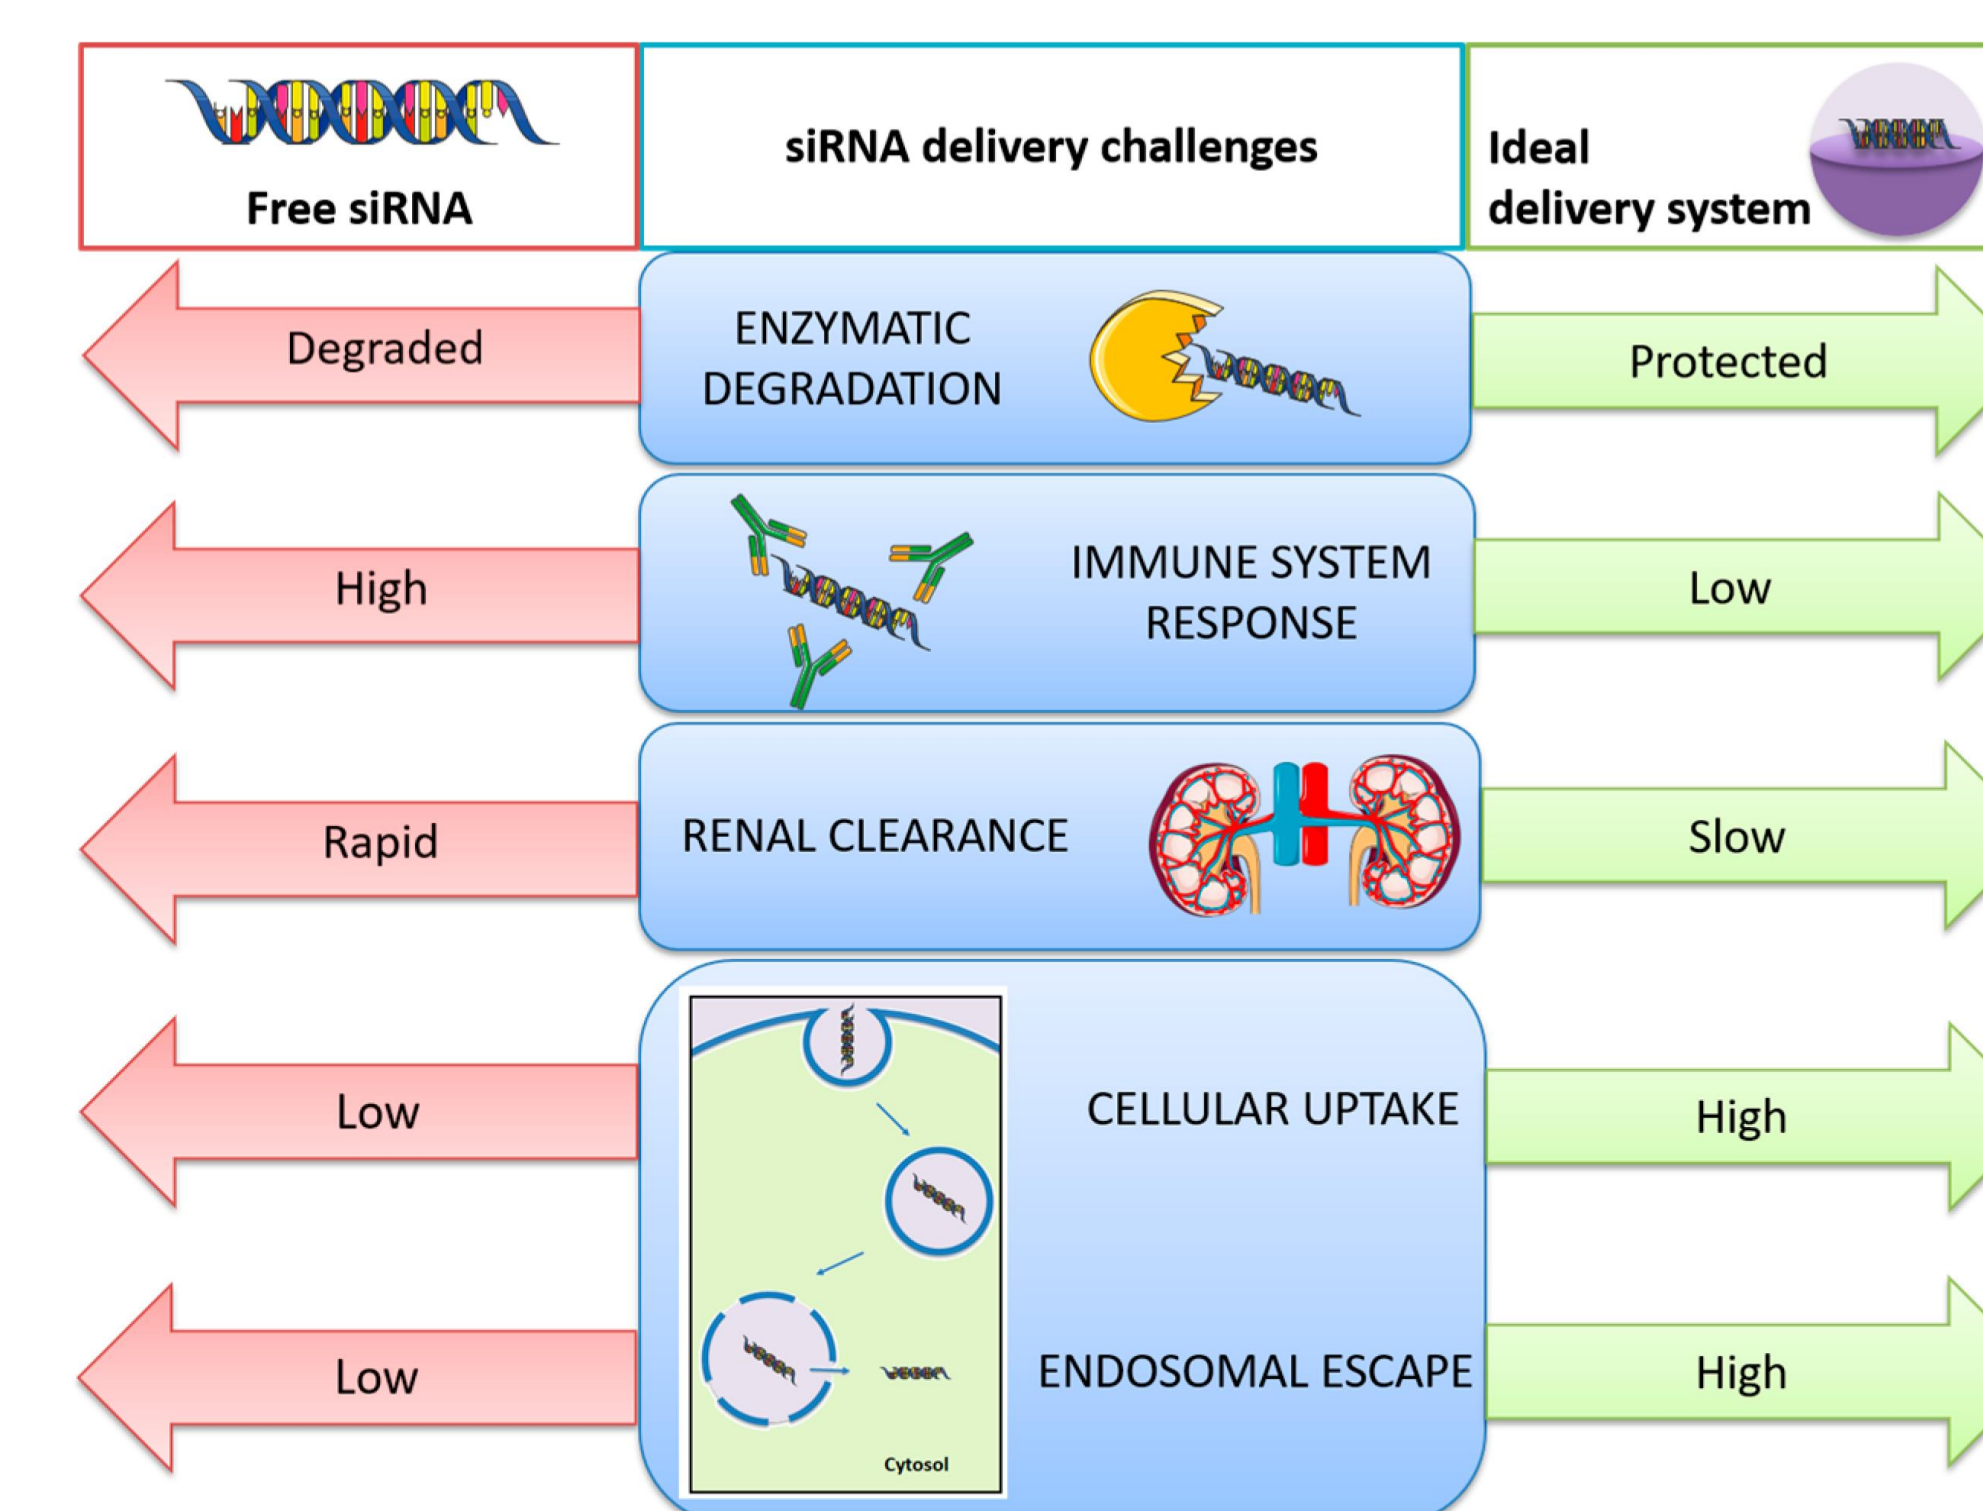 Free siRNA
siRNA delivery challenges
Ideal
delivery system
Degraded
ENZYMATIC
DEGRADATION
Protected
High
IMMUNE SYSTEM
RESPONSE
Low
Rapid
RENAL CLEARANCE
Slow
Low
CELLULAR UPTAKE
High
Low
ENDOSOMAL ESCAPE
High
Cytosol